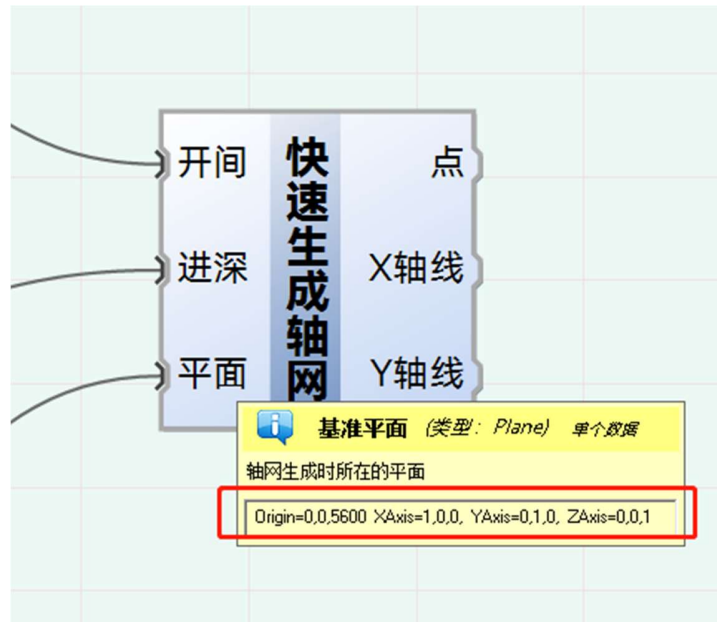 开间
进深
平面
快速生成轴网
点
X轴线
Y轴线
基准平面 (类型: Plane) 单个数据
轴网生成时所在的平面
Origin=0,0,5600 XAxis=1,0,0, YAxis=0,1,0, ZAxis=0,0,1